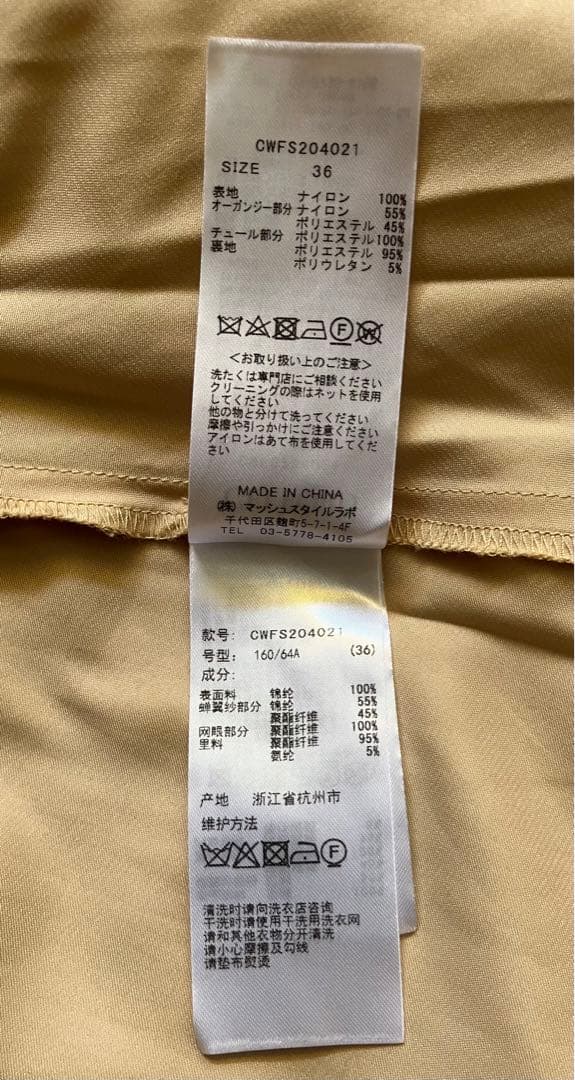 CWFS204021
SIZE 36
表地 ナイロン 100%
オーガンジー部分 ナイロン 55%
ポリエステル 45%
チュール部分 ポリエステル100%
裏地 ポリエステル 95%
ポリウレタン 5%
F
<お取り扱い上のご注意>
洗たくは専門店にご相談ください
クリーニングの際はネットを使用
してください
他の物と分けて洗ってください
摩擦や引っかけにご注意ください
アイロンはあて布を使用してくだ
さい
MADE IN CHINA
(株) マッシュスタイルラボ
千代田区麹町5-7-1-4F
TEL 03-5778-4105
款号: CWFS204021
号型: 160/64A (36)
成分:
表面料 锦纶 100%
蝉翼纱部分 锦纶 55%
聚酯纤维 45%
网眼部分 聚酯纤维 100%
里料 聚酯纤维 95%
氨纶 5%
产地 浙江省杭州市
维护方法
F
清洗时请向洗衣店咨询
干洗时请使用干洗用洗衣网
请和其他衣物分开清洗
请小心摩擦及勾线
请垫布熨烫